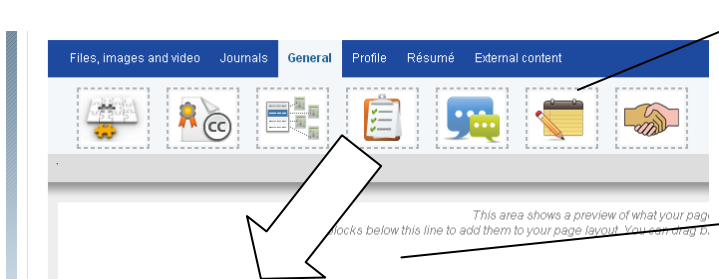 Files, images and video Journals General Profile Résumé External content
cc
This area shows a preview of what your page
locks below this line to add them to your page layout. You can drag b